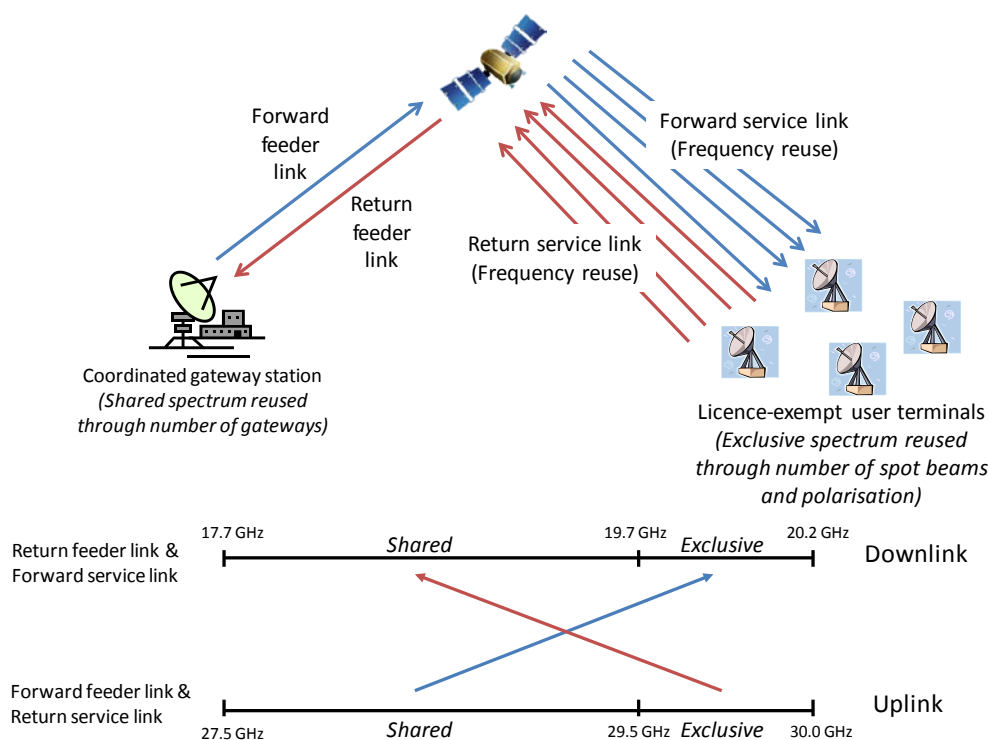 Forward
feeder
link
Forward service link
(Frequency reuse)
Return
feeder
link
Return service link
(Frequency reuse)
Coordinated gateway station
(Shared spectrum reused
through number of gateways)
Licence-exempt user terminals
(Exclusive spectrum reused
through number of spot beams
and polarisation)
17.7 GHz
Shared
19.7 GHz
Exclusive
20.2 GHz
Return feeder link &
Forward service link
Downlink
Forward feeder link &
Return service link
Uplink
27.5 GHz
Shared
29.5 GHz
Exclusive
30.0 GHz